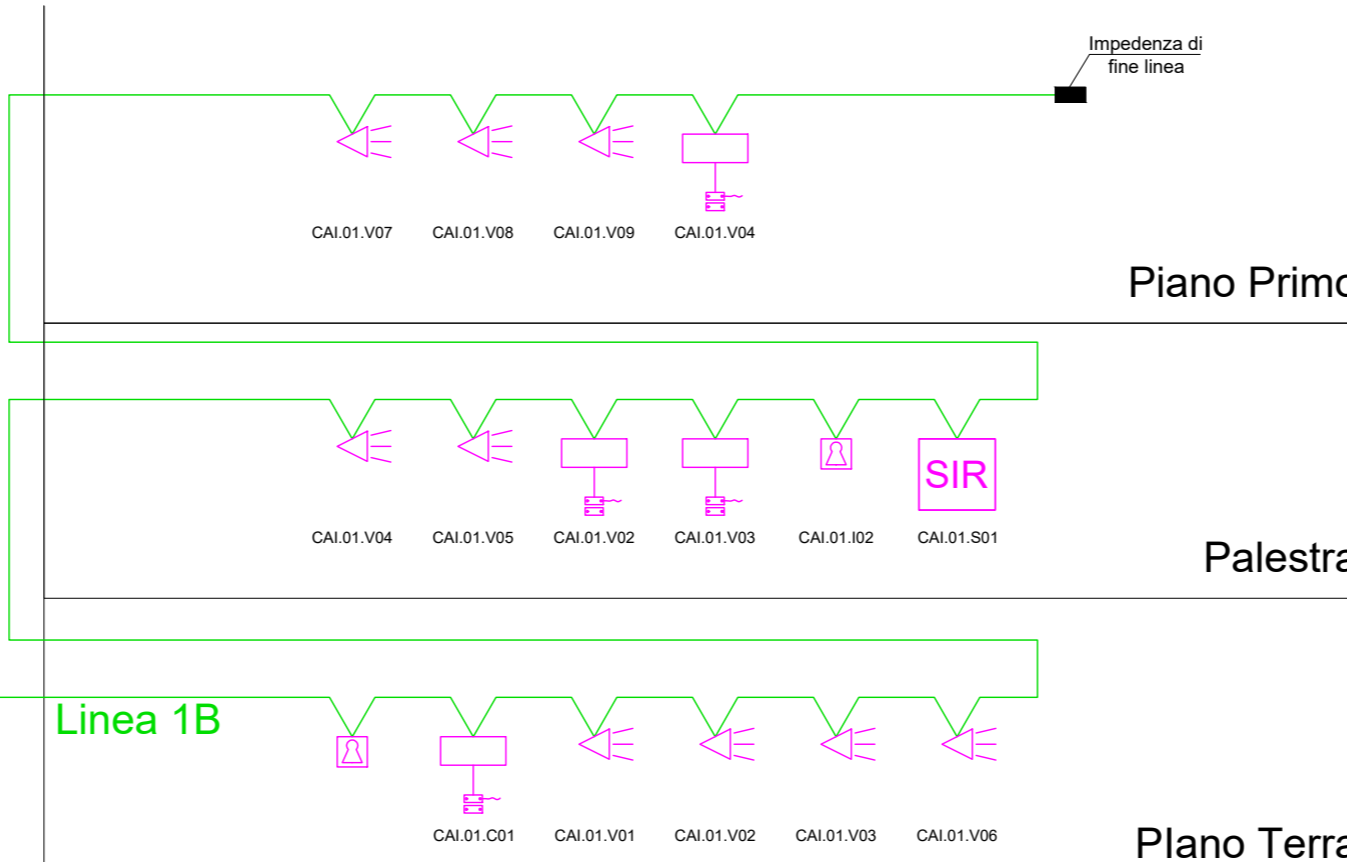 Impedenza di
fine linea
CAI.01.V07 CAI.01.V08 CAI.01.V09 CAI.01.V04
Piano Primo
SIR
CAI.01.V04 CAI.01.V05 CAI.01.V02 CAI.01.V03 CAI.01.I02 CAI.01.S01
Palestra
Linea 1B
CAI.01.C01 CAI.01.V01 CAI.01.V02 CAI.01.V03 CAI.01.V06
PIano Terra